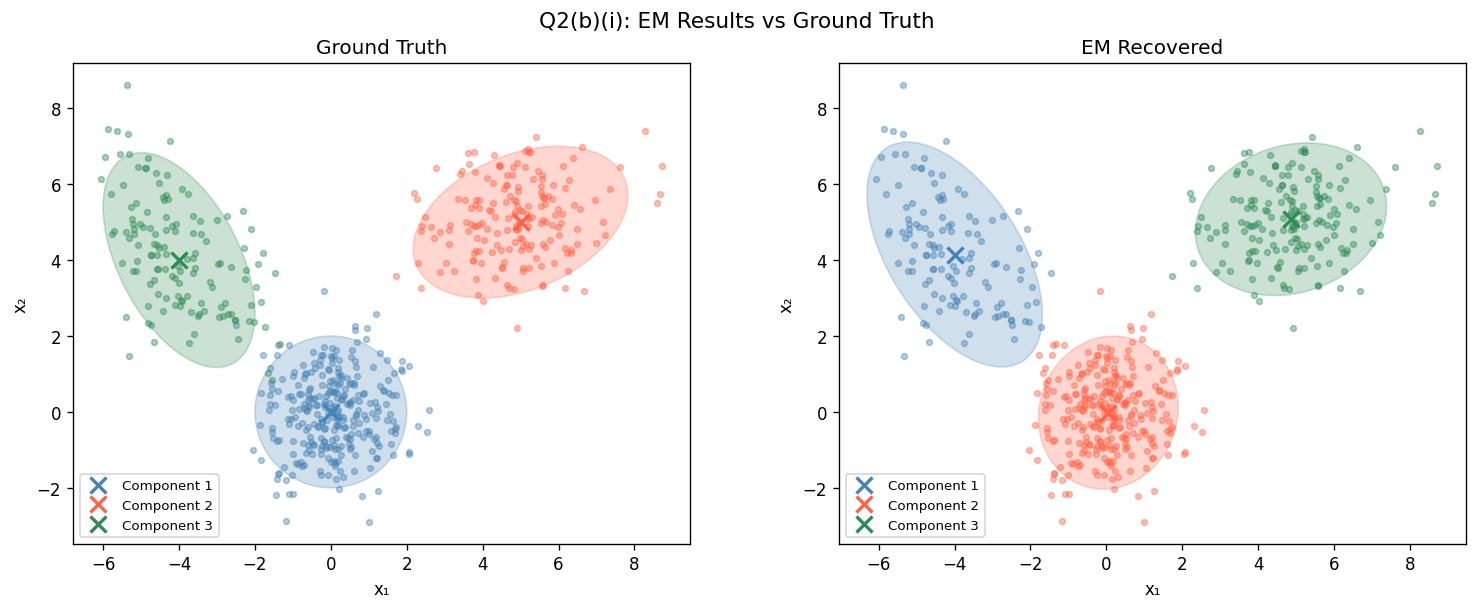 Q2(b)(i): EM Results vs Ground Truth
Ground Truth
8
6
4
2
0
−2
x₂
−6 −4 −2 0 2 4 6 8
x₁
Component 1
Component 2
Component 3
EM Recovered
8
6
4
2
0
−2
x₂
−6 −4 −2 0 2 4 6 8
x₁
Component 1
Component 2
Component 3